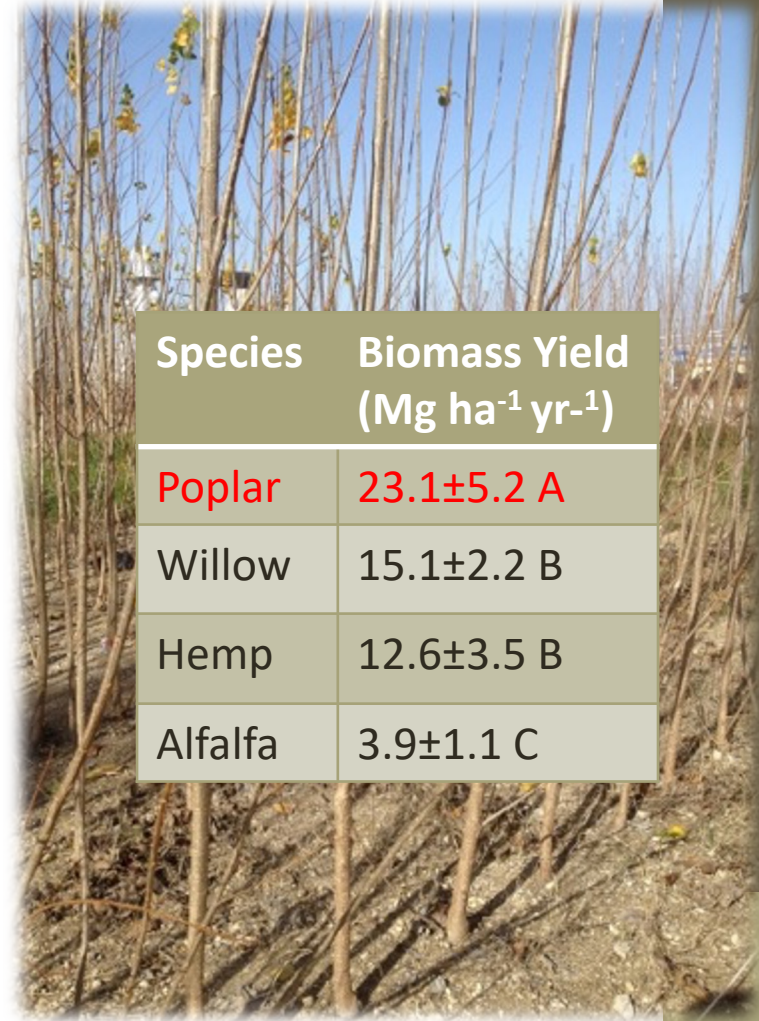 Species Biomass Yield
(Mg ha⁻¹ yr-¹)
Poplar 23.1±5.2 A
Willow 15.1±2.2 B
Hemp 12.6±3.5 B
Alfalfa 3.9±1.1 C